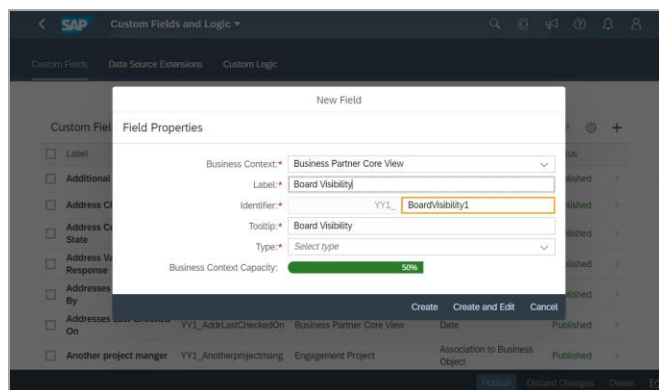 SAP Custom Fields and Logic
Custom Fields Data Source Extensions Custom Logic
New Field
Custom Fiel
Field Properties
Label
Business Context:* Business Partner Core View
Additional
lished
Label:* Board Visibility
Address Ch
lished
Identifier:* YY1_ BoardVisibility1
Address Co
State
lished
Tooltip:* Board Visibility
Type:* Select type
Address Va
Response
lished
Business Context Capacity: 50%
Addresses
By
lished
Create Create and Edit Cancel
Addresses Last Checked
On
YY1_AddrLastCheckedOn Business Partner Core View Date Published
Another project manger YY1_Anotherprojectmang Engagement Project Association to Business
Object
Published
Publish Discard Changes Delete